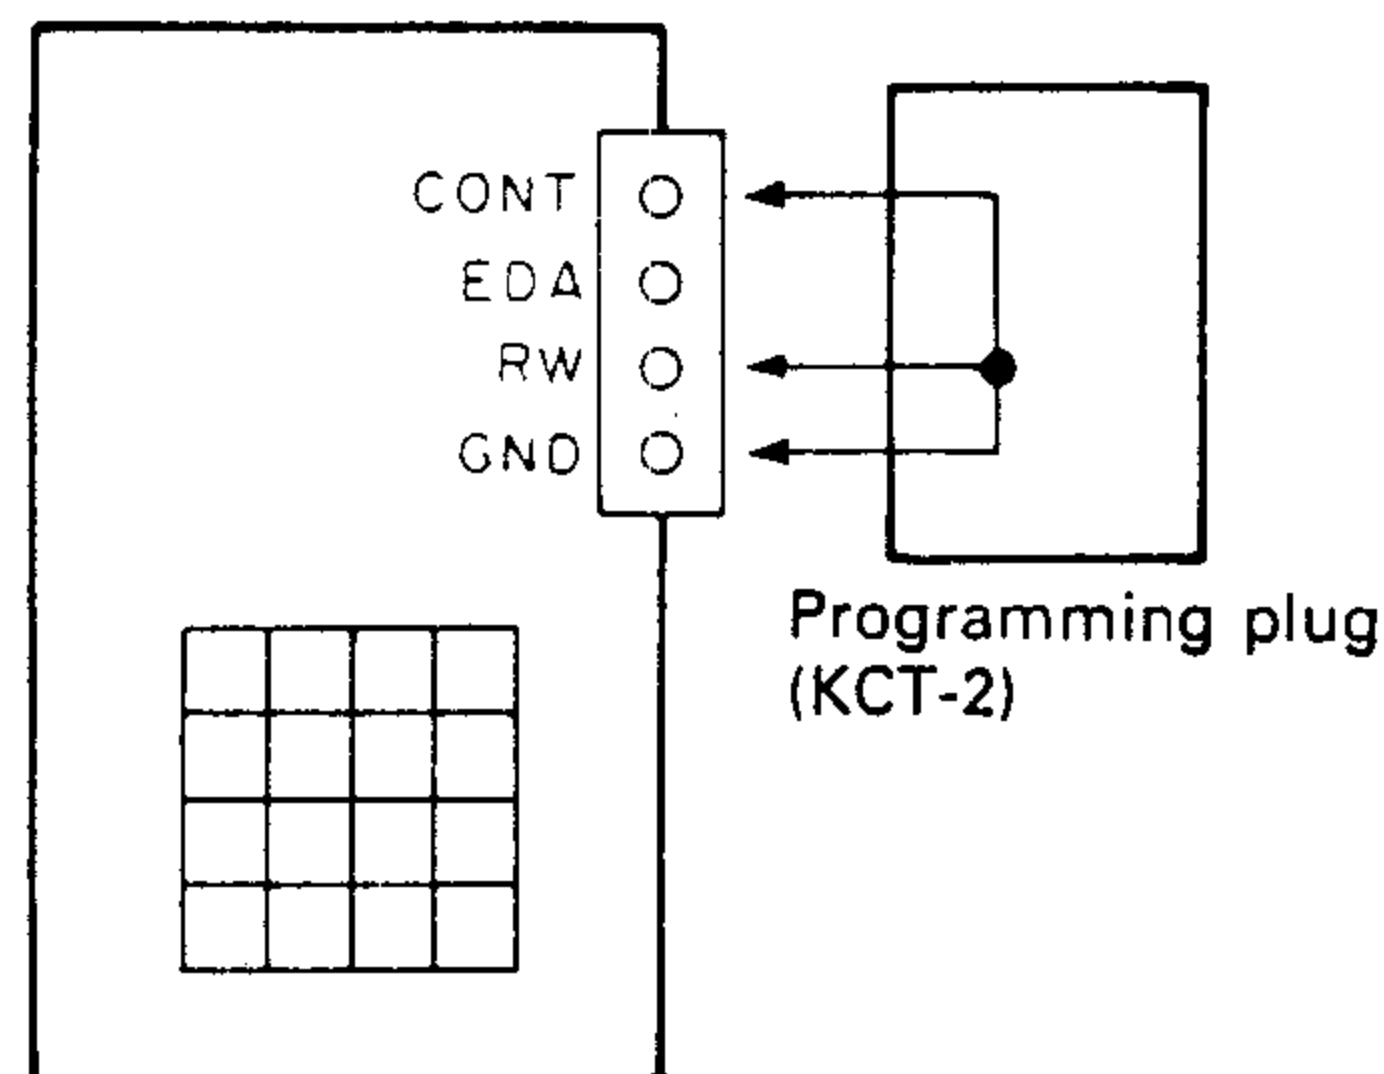 CONT
EDA
RW
GND
Programming plug
(KCT-2)